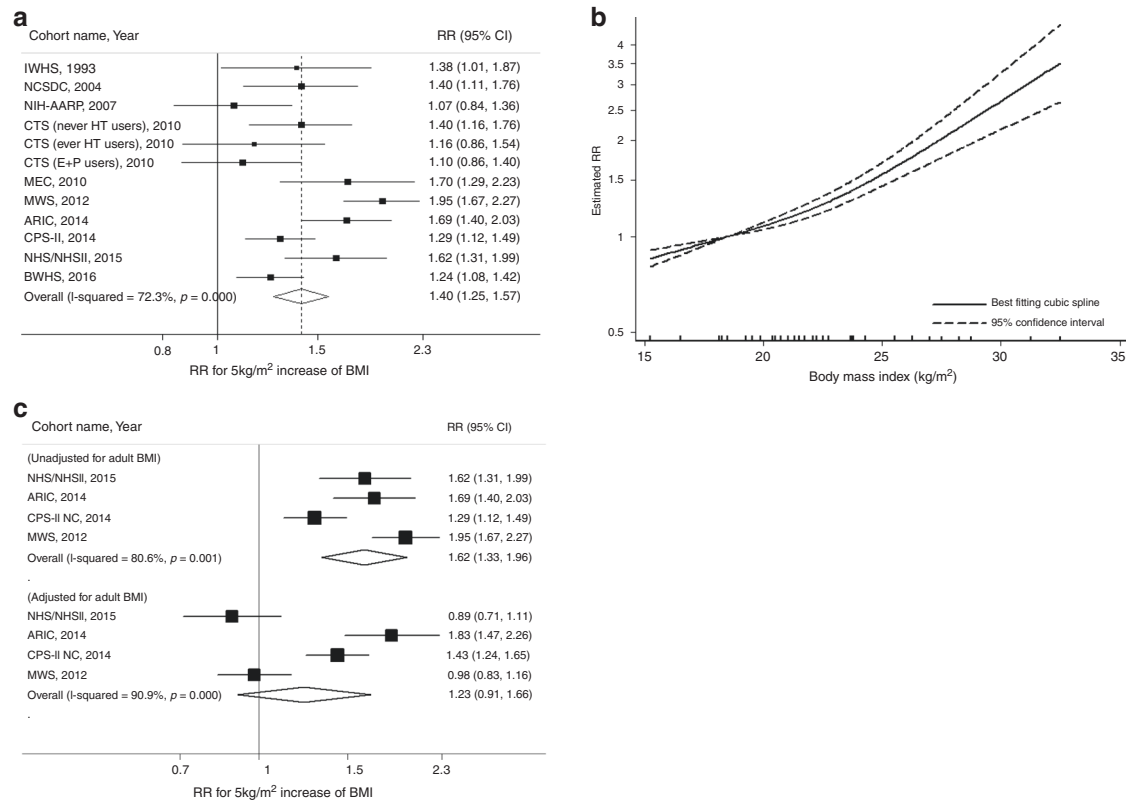 a
Cohort name, Year RR (95% CI)
IWHS, 1993 1.38 (1.01, 1.87)
NCSDC, 2004 1.40 (1.11, 1.76)
NIH-AARP, 2007 1.07 (0.84, 1.36)
CTS (never HT users), 2010 1.40 (1.16, 1.76)
CTS (ever HT users), 2010 1.16 (0.86, 1.54)
CTS (E+P users), 2010 1.10 (0.86, 1.40)
MEC, 2010 1.70 (1.29, 2.23)
MWS, 2012 1.95 (1.67, 2.27)
ARIC, 2014 1.69 (1.40, 2.03)
CPS-II, 2014 1.29 (1.12, 1.49)
NHS/NHSII, 2015 1.62 (1.31, 1.99)
BWHS, 2016 1.24 (1.08, 1.42)
Overall (I-squared = 72.3%, p = 0.000) 1.40 (1.25, 1.57)
0.8 1 1.5 2.3
RR for 5kg/m² increase of BMI
b
Estimated RR
4
3.5
3
2.5
2
1.5
1
0.5
Best fitting cubic spline
95% confidence interval
15 20 25 30 35
Body mass index (kg/m²)
c
Cohort name, Year RR (95% CI)
(Unadjusted for adult BMI)
NHS/NHSII, 2015 1.62 (1.31, 1.99)
ARIC, 2014 1.69 (1.40, 2.03)
CPS-II NC, 2014 1.29 (1.12, 1.49)
MWS, 2012 1.95 (1.67, 2.27)
Overall (I-squared = 80.6%, p = 0.001) 1.62 (1.33, 1.96)
.
(Adjusted for adult BMI)
NHS/NHSII, 2015 0.89 (0.71, 1.11)
ARIC, 2014 1.83 (1.47, 2.26)
CPS-II NC, 2014 1.43 (1.24, 1.65)
MWS, 2012 0.98 (0.83, 1.16)
Overall (I-squared = 90.9%, p = 0.000) 1.23 (0.91, 1.66)
.
0.7 1 1.5 2.3
RR for 5kg/m² increase of BMI